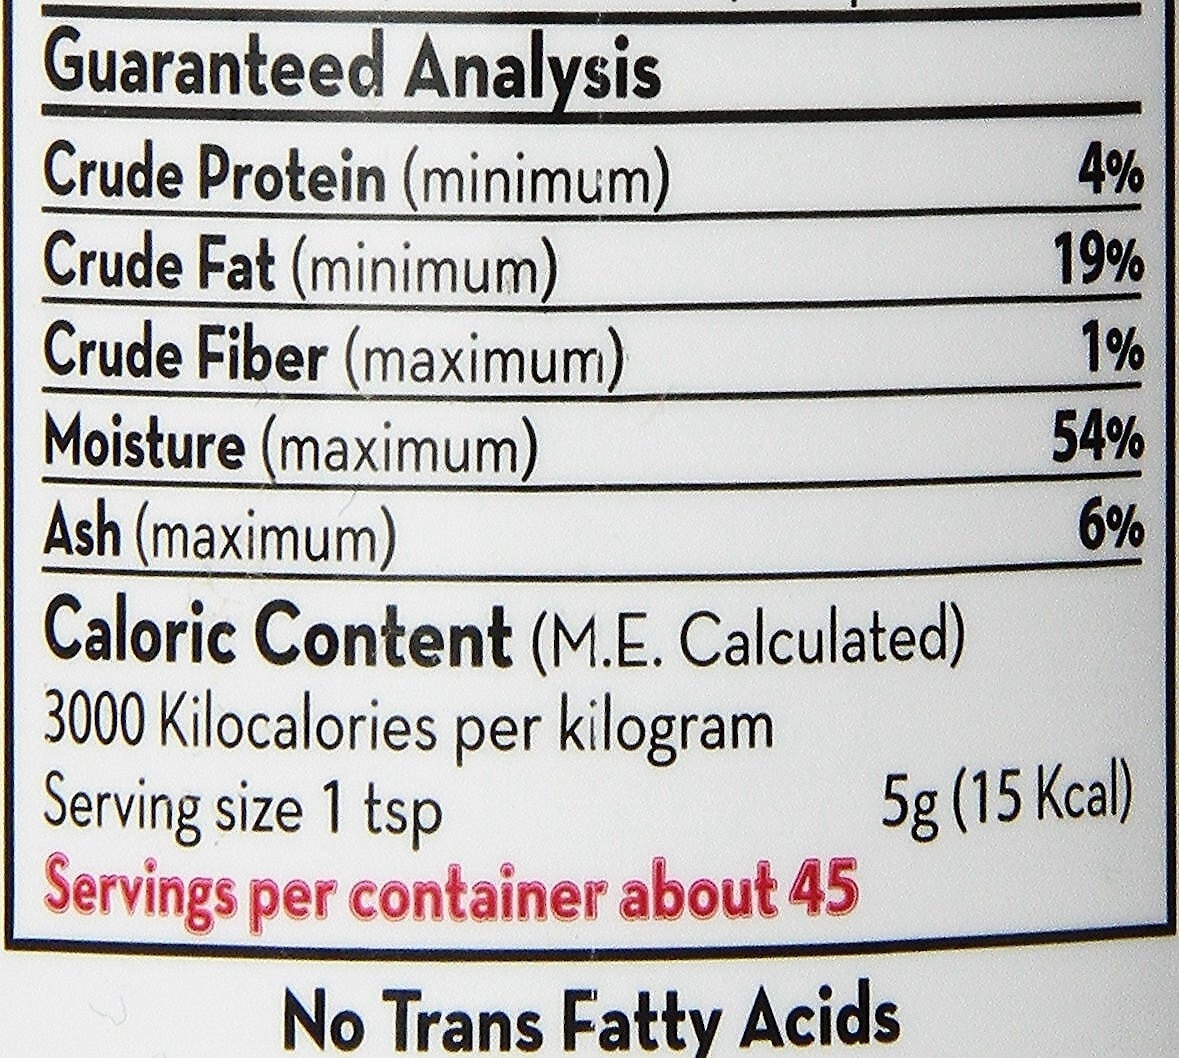 Guaranteed Analysis
Crude Protein (minimum) 4%
Crude Fat (minimum) 19%
Crude Fiber (maximum) 1%
Moisture (maximum) 54%
Ash (maximum) 6%
Caloric Content (M.E. Calculated)
3000 Kilocalories per kilogram
Serving size 1 tsp 5g (15 Kcal)
Servings per container about 45
No Trans Fatty Acids